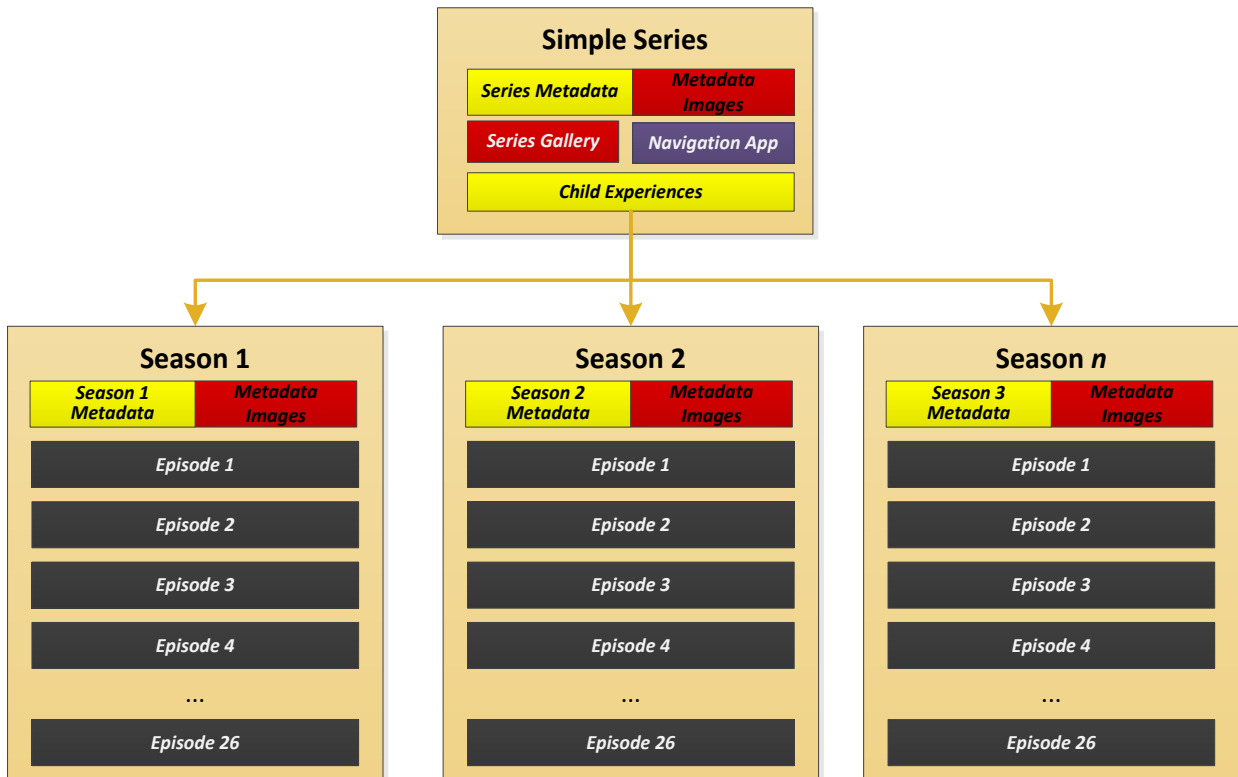 Simple Series
Series Metadata
Metadata
Images
Series Gallery
Navigation App
Child Experiences
Season 1
Season 1
Metadata
Metadata
Images
Episode 1
Episode 2
Episode 3
Episode 4
...
Episode 26
Season 2
Season 2
Metadata
Metadata
Images
Episode 1
Episode 2
Episode 3
Episode 4
...
Episode 26
Season n
Season 3
Metadata
Metadata
Images
Episode 1
Episode 2
Episode 3
Episode 4
...
Episode 26